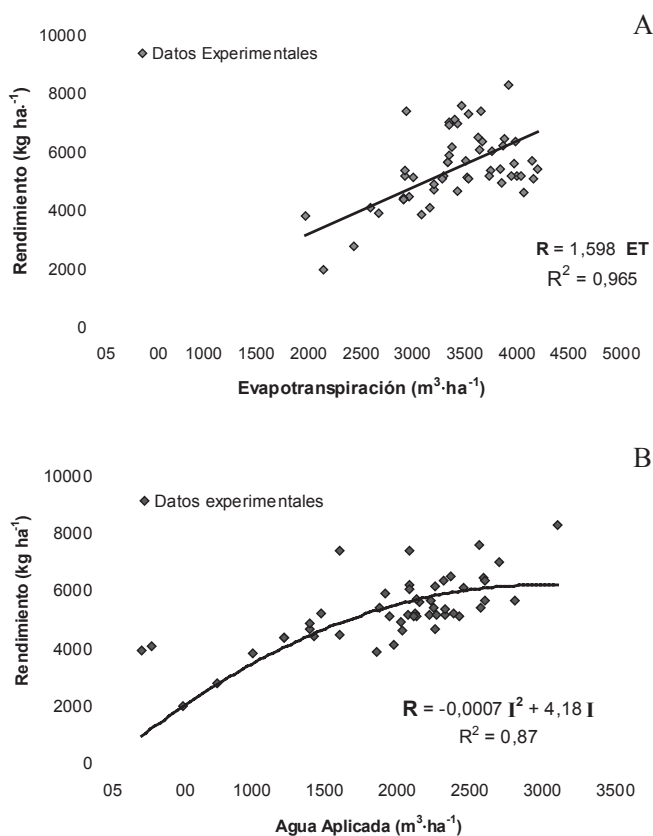 A
10000
Datos Experimentales
8000
6000
4000
2000
0
Rendimiento (kg ha-¹)
R = 1,598 ET
R² = 0,965
05 00 1000 1500 2000 2500 3000 3500 4000 4500 5000
Evapotranspiración (m³·ha⁻¹)
B
10000
Datos experimentales
8000
6000
4000
2000
0
Rendimiento (kg ha⁻¹)
R = -0,0007 I² + 4,18 I
R² = 0,87
05 00 1000 1500 2000 2500 3000 3500
Agua Aplicada (m³·ha⁻¹)